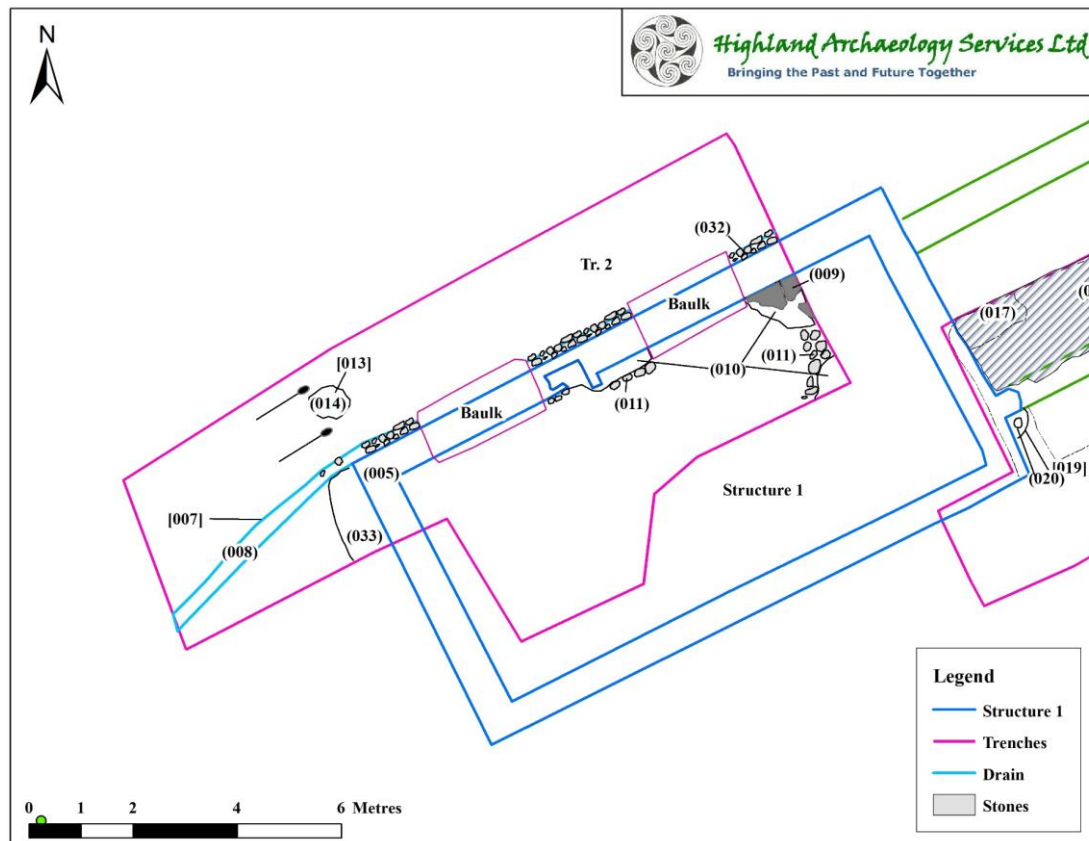 N
Highland Archaeology Services Ltd
Bringing the Past and Future Together
(032)
(009)
Tr. 2
Baulk
(017)
(0
[013]
(011)
(010)
(014)
(011)
Baulk
(005)
Structure 1
[019]
(020)
[007]
(033)
(008)
Legend
Structure 1
Trenches
Drain
Stones
0 1 2 4 6 Metres